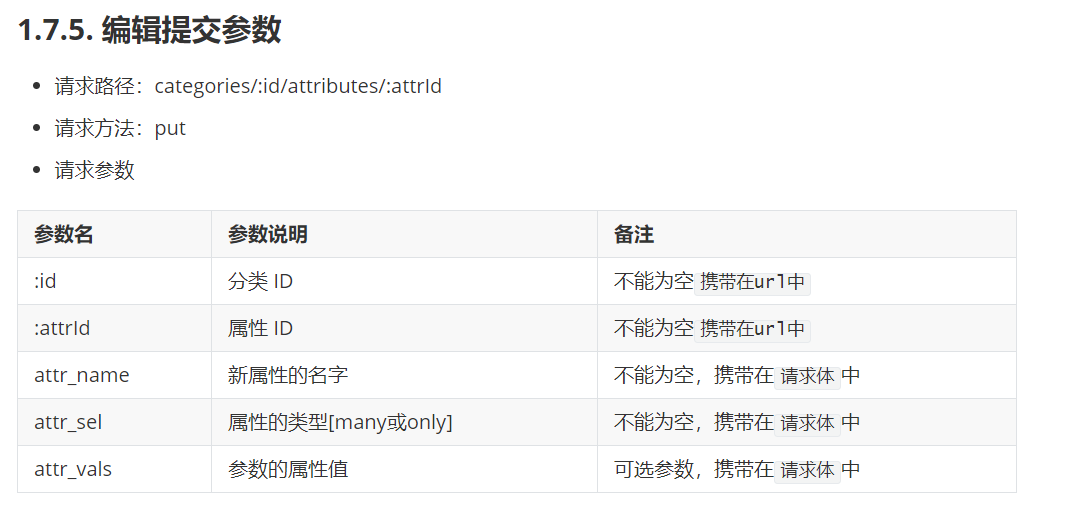 1.7.5. 编辑提交参数
请求路径：categories/:id/attributes/:attrId
请求方法：put
请求参数
参数名 参数说明 备注
:id 分类 ID 不能为空携带在url中
:attrId 属性 ID 不能为空携带在url中
attr_name 新属性的名字 不能为空，携带在请求体中
attr_sel 属性的类型[many或only] 不能为空，携带在请求体中
attr_vals 参数的属性值 可选参数，携带在请求体中